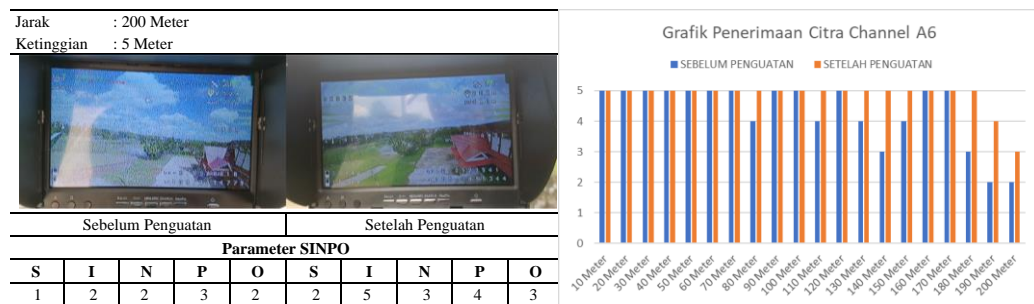 Jarak : 200 Meter
Ketinggian : 5 Meter
Sebelum Penguatan Setelah Penguatan
Parameter SINPO
S I N P O S I N P O
1 2 2 3 2 2 5 3 4 3
Grafik Penerimaan Citra Channel A6
SEBELUM PENGUATAN SETELAH PENGUATAN
5
4
3
2
1
0
10 Meter
20 Meter
30 Meter
40 Meter
50 Meter
60 Meter
70 Meter
80 Meter
90 Meter
100 Meter
110 Meter
120 Meter
130 Meter
140 Meter
150 Meter
160 Meter
170 Meter
180 Meter
190 Meter
200 Meter